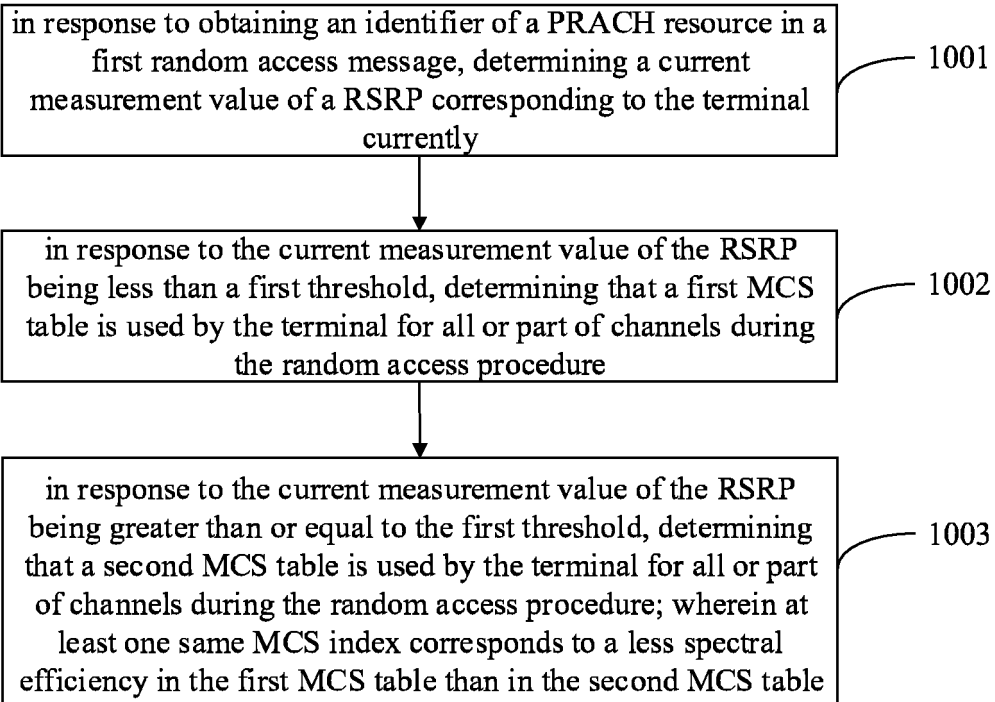 in response to obtaining an identifier of a PRACH resource in a
first random access message, determining a current
measurement value of a RSRP corresponding to the terminal
currently
1001
in response to the current measurement value of the RSRP
being less than a first threshold, determining that a first MCS
table is used by the terminal for all or part of channels during
the random access procedure
1002
in response to the current measurement value of the RSRP
being greater than or equal to the first threshold, determining
that a second MCS table is used by the terminal for all or part
of channels during the random access procedure; wherein at
least one same MCS index corresponds to a less spectral
efficiency in the first MCS table than in the second MCS table
1003